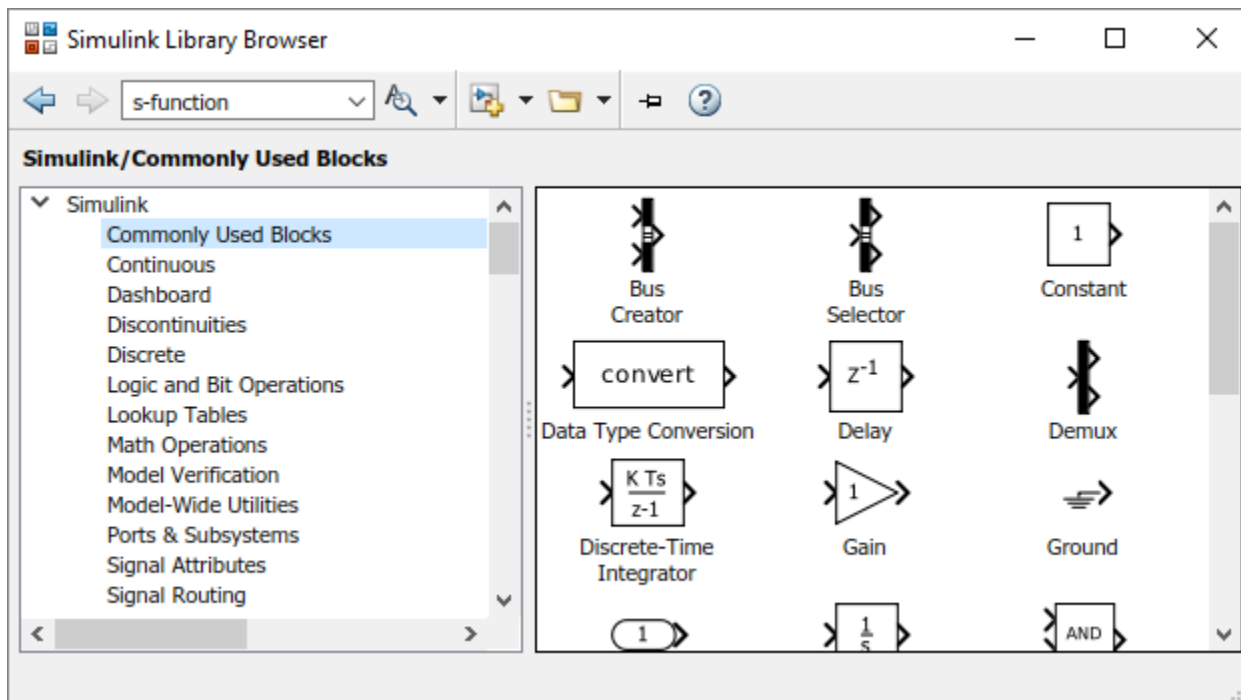 Simulink Library Browser
s-function
Simulink/Commonly Used Blocks
Simulink
Commonly Used Blocks
Continuous
Dashboard
Discontinuities
Discrete
Logic and Bit Operations
Lookup Tables
Math Operations
Model Verification
Model-Wide Utilities
Ports & Subsystems
Signal Attributes
Signal Routing
1
Bus
Creator
Bus
Selector
Constant
convert
Z-1
Data Type Conversion
Delay
Demux
K Ts
z-1
1
Discrete-Time
Integrator
Gain
Ground
1
1
s
AND